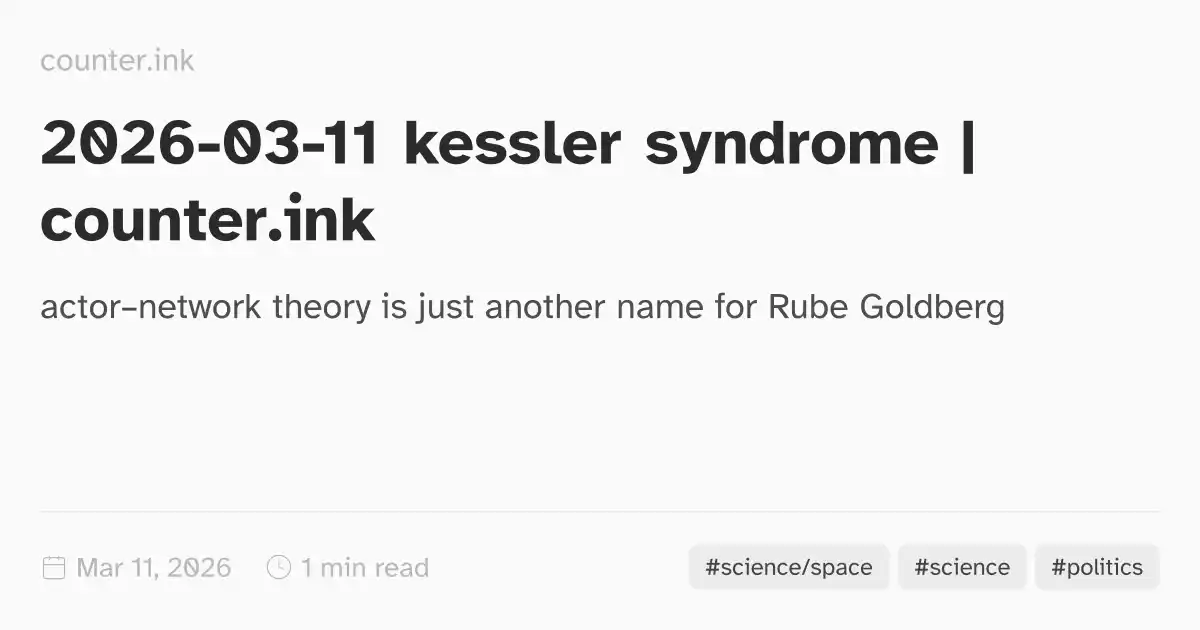 counter.ink
2026-03-11 kessler syndrome |
counter.ink
actor–network theory is just another name for Rube Goldberg
Mar 11, 2026 1 min read #science/space #science #politics